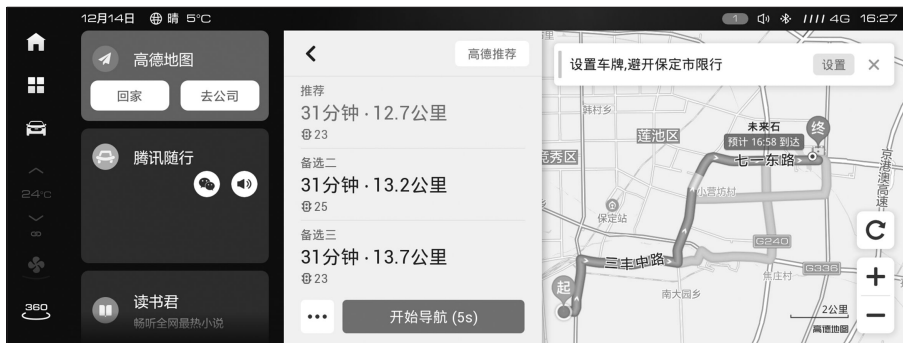 12月14日 晴 5°C
1 4G 16:27
高德地图
回家 去公司
腾讯随行
24°C
读书君
畅听全网最热小说
360
高德推荐
推荐
31分钟·12.7公里
23
备选二
31分钟·13.2公里
25
备选三
31分钟·13.7公里
23
开始导航 (5s)
设置车牌,避开保定市限行 设置
韩村乡
莲池区
未来石
终
预计 16:58 到达
七一东路
京港澳高速
小营坊村
保定站
G240
三丰中路
G336
焦庄村
起
南大园乡
2公里
高德地图